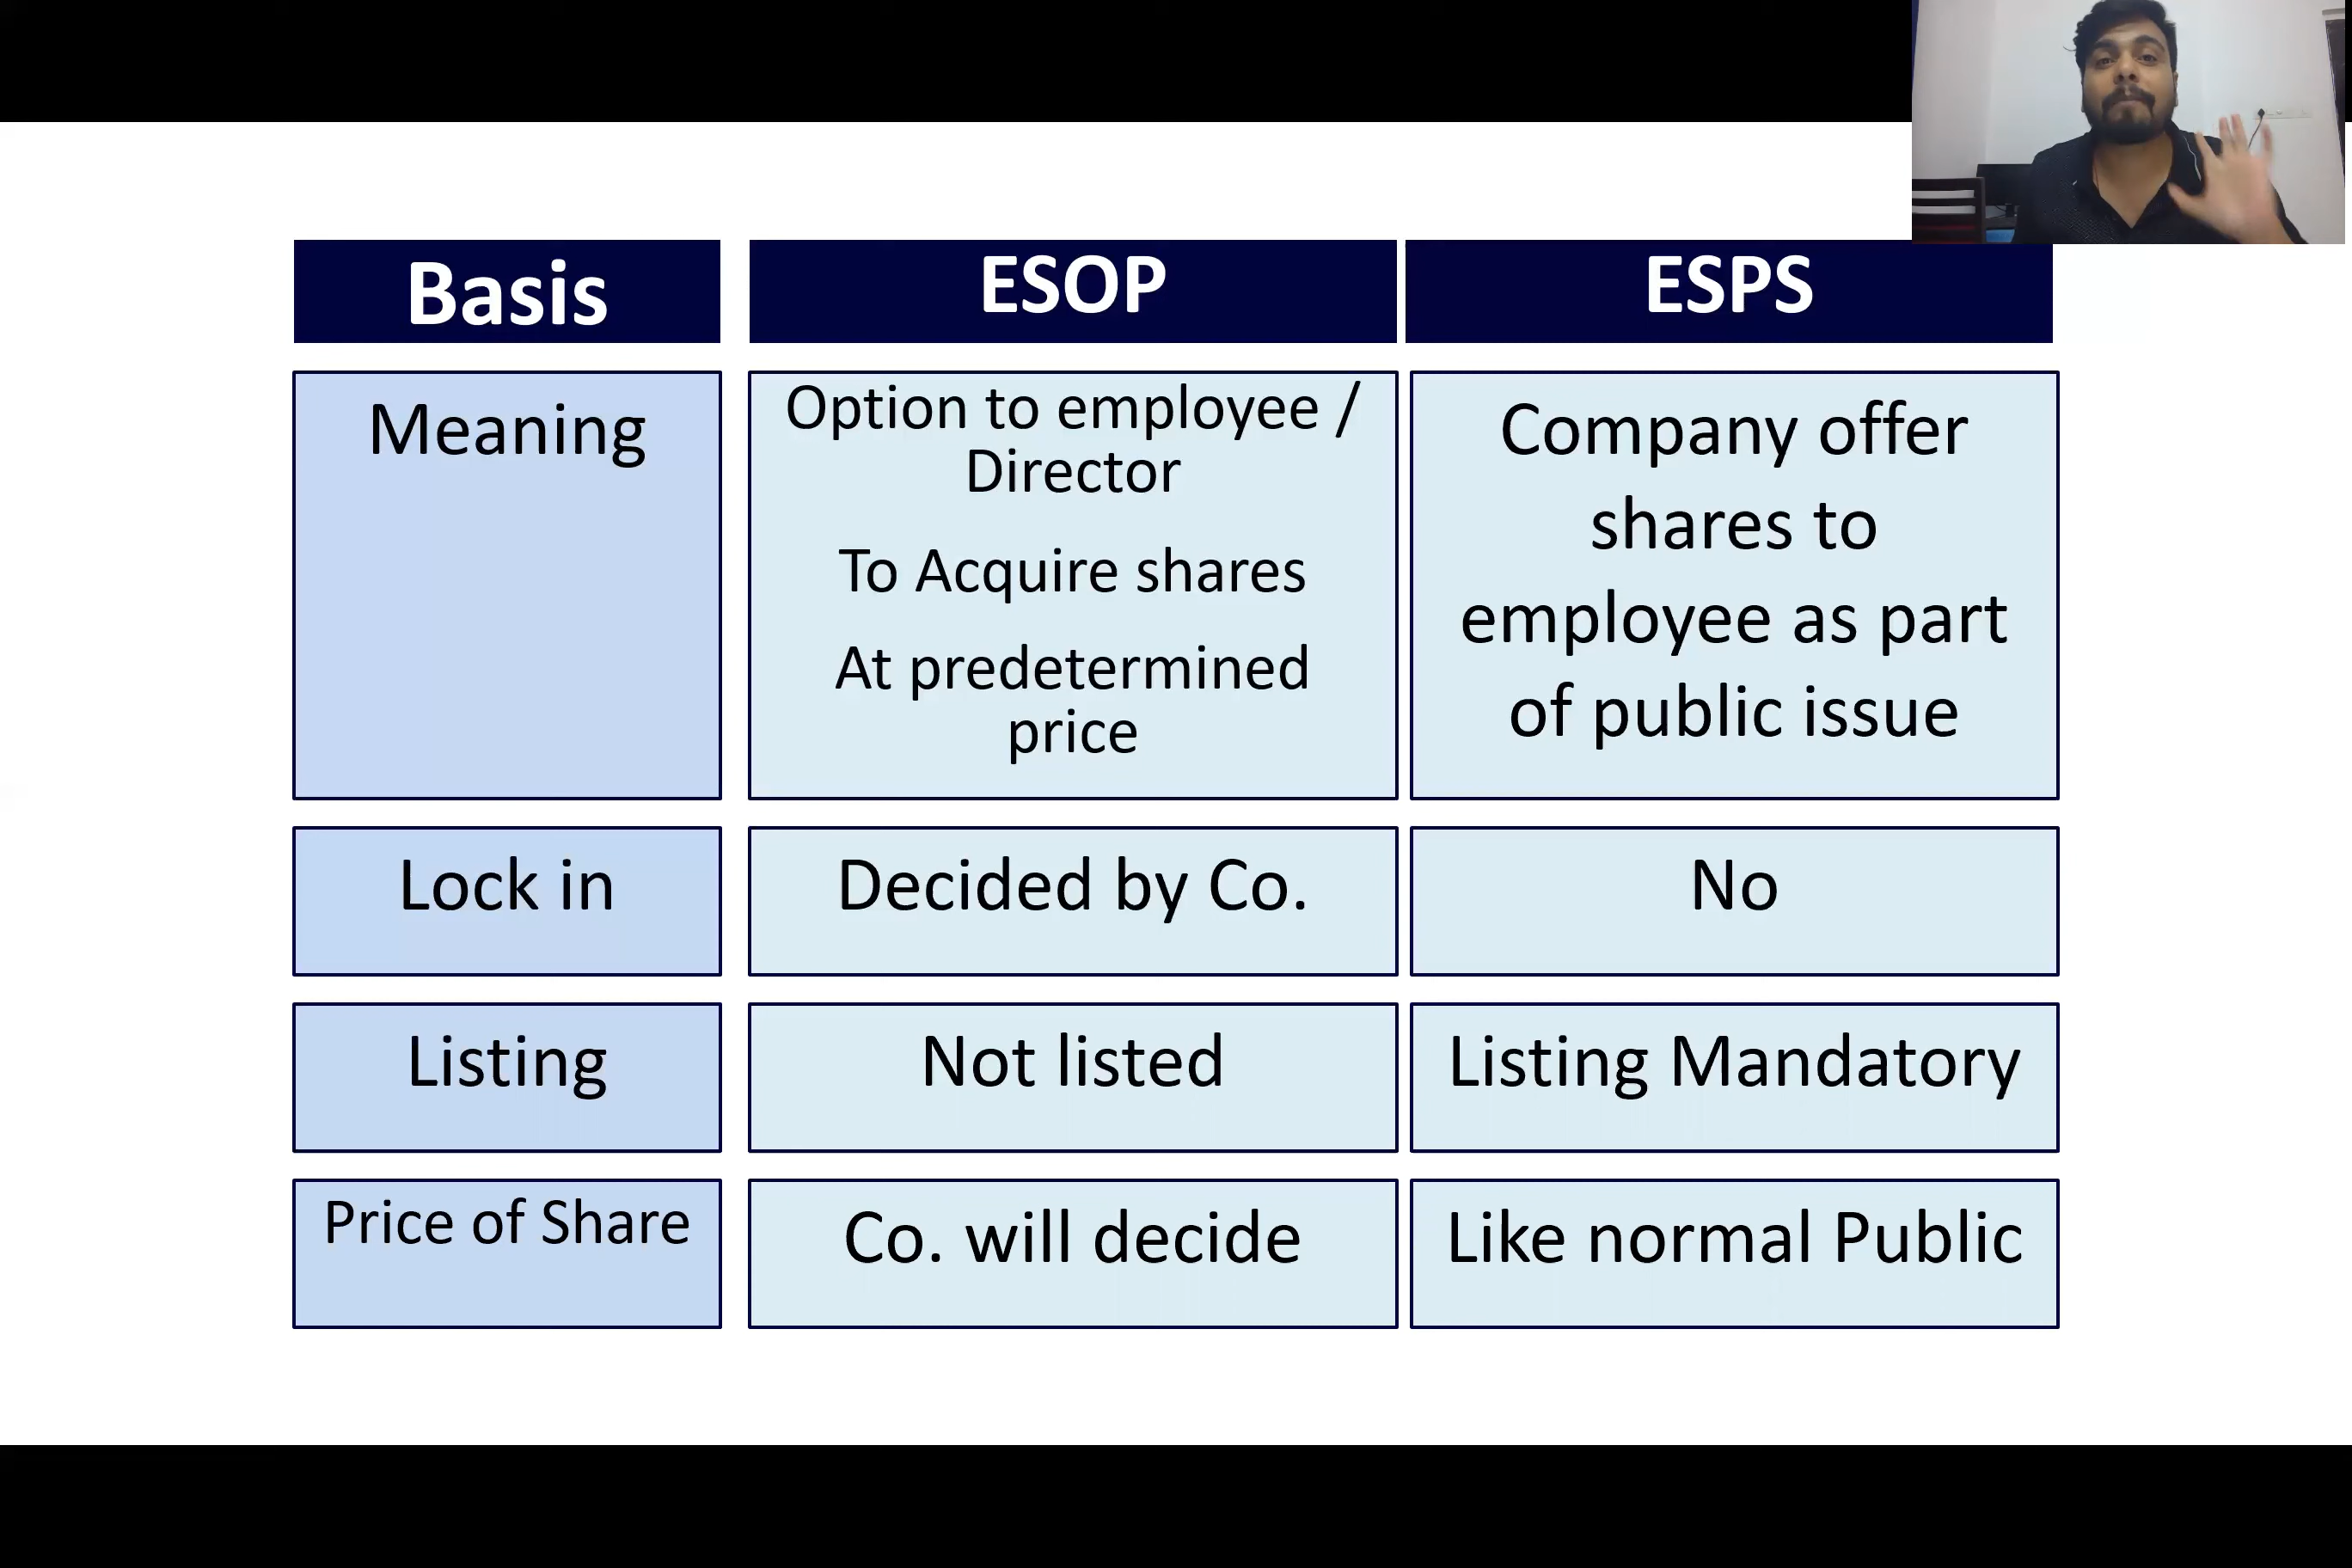 Basis
ESOP
ESPS
Meaning
Option to employee /
Director
To Acquire shares
At predetermined
price
Company offer
shares to
employee as part
of public issue
Lock in
Decided by Co.
No
Listing
Not listed
Listing Mandatory
Price of Share
Co. will decide
Like normal Public